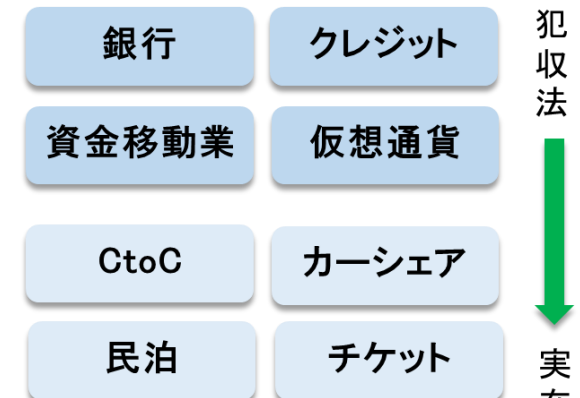 銀行
クレジット
資金移動業
仮想通貨
CtoC
カーシェア
民泊
チケット
犯収法
実